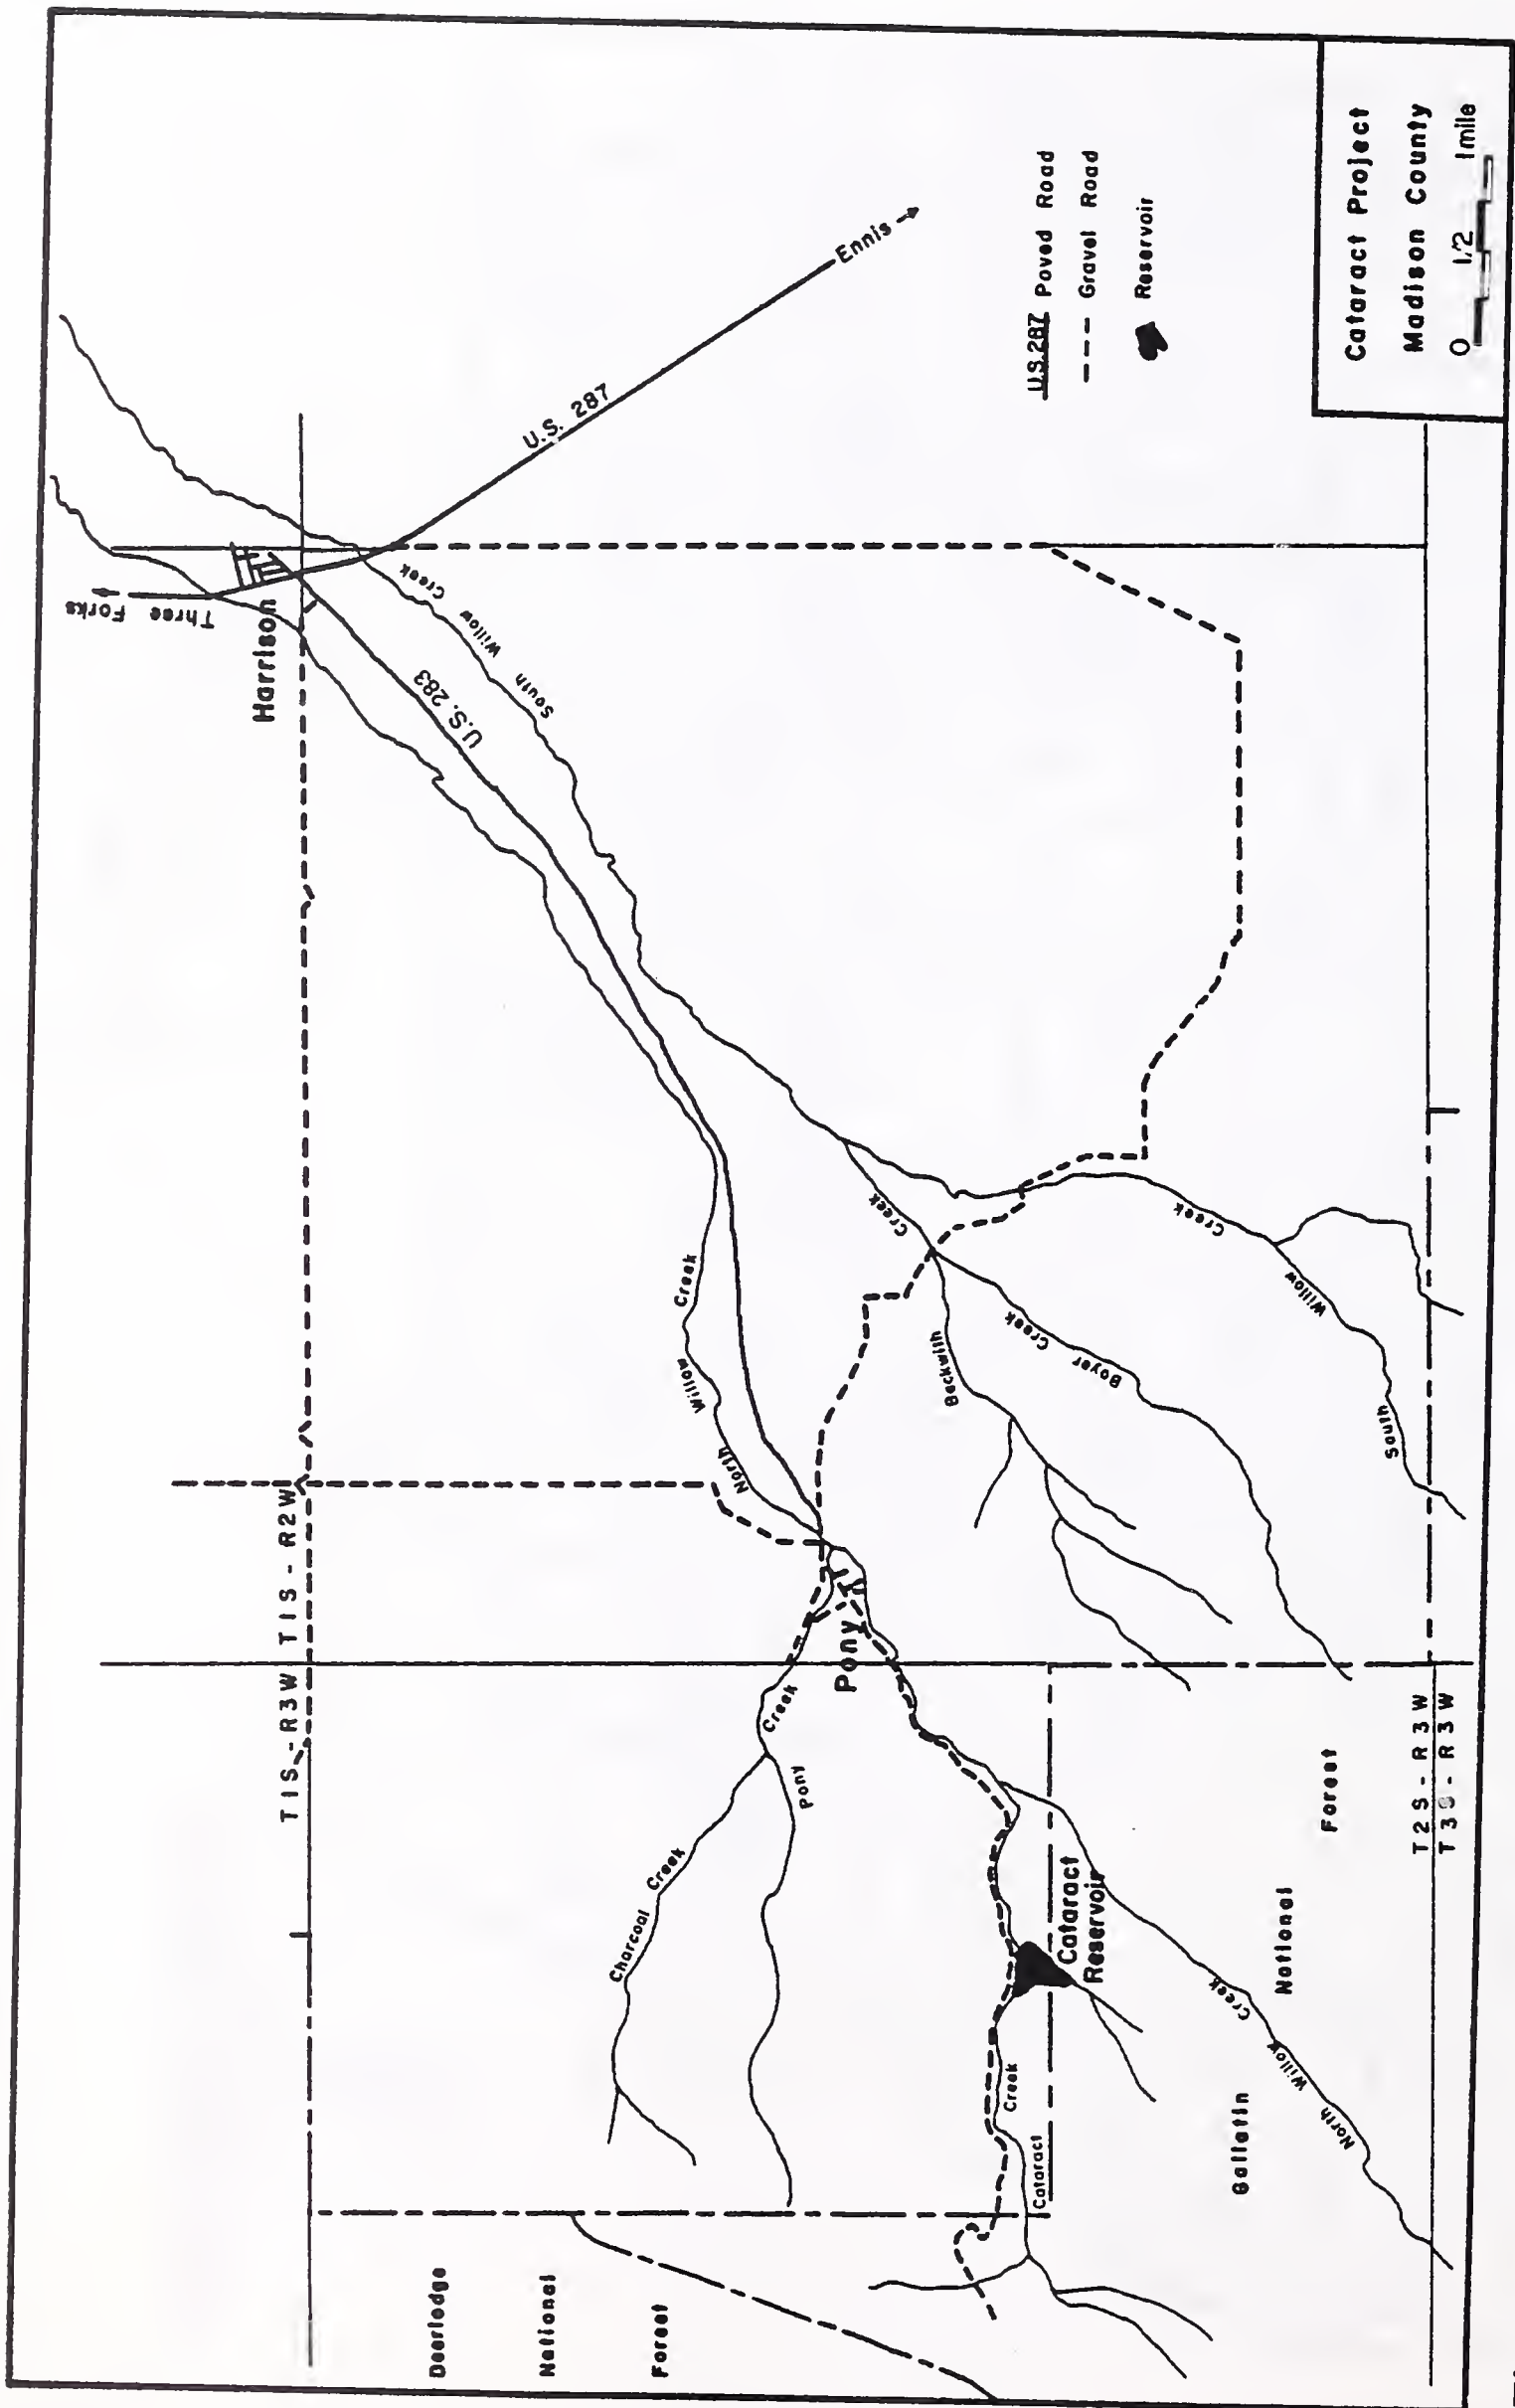 Three Forks
Harrison
U.S. 287
Ennis
U.S. 283
South Willow Creek
T1S - R3W
T1S - R2W
North Willow Creek
Pony
Creek
Pony
Charcoal Creek
Beckwith
Creek
Boyer Creek
South Willow Creek
Cataract
Reservoir
Cataract Creek
North Willow Creek
Deerlodge
National
Forest
Gallatin
National
Forest
T2S - R3W
T3S - R3W
U.S.287 Paved Road
Gravel Road
Reservoir
Cataract Project
Madison County
0 1/2 1mile